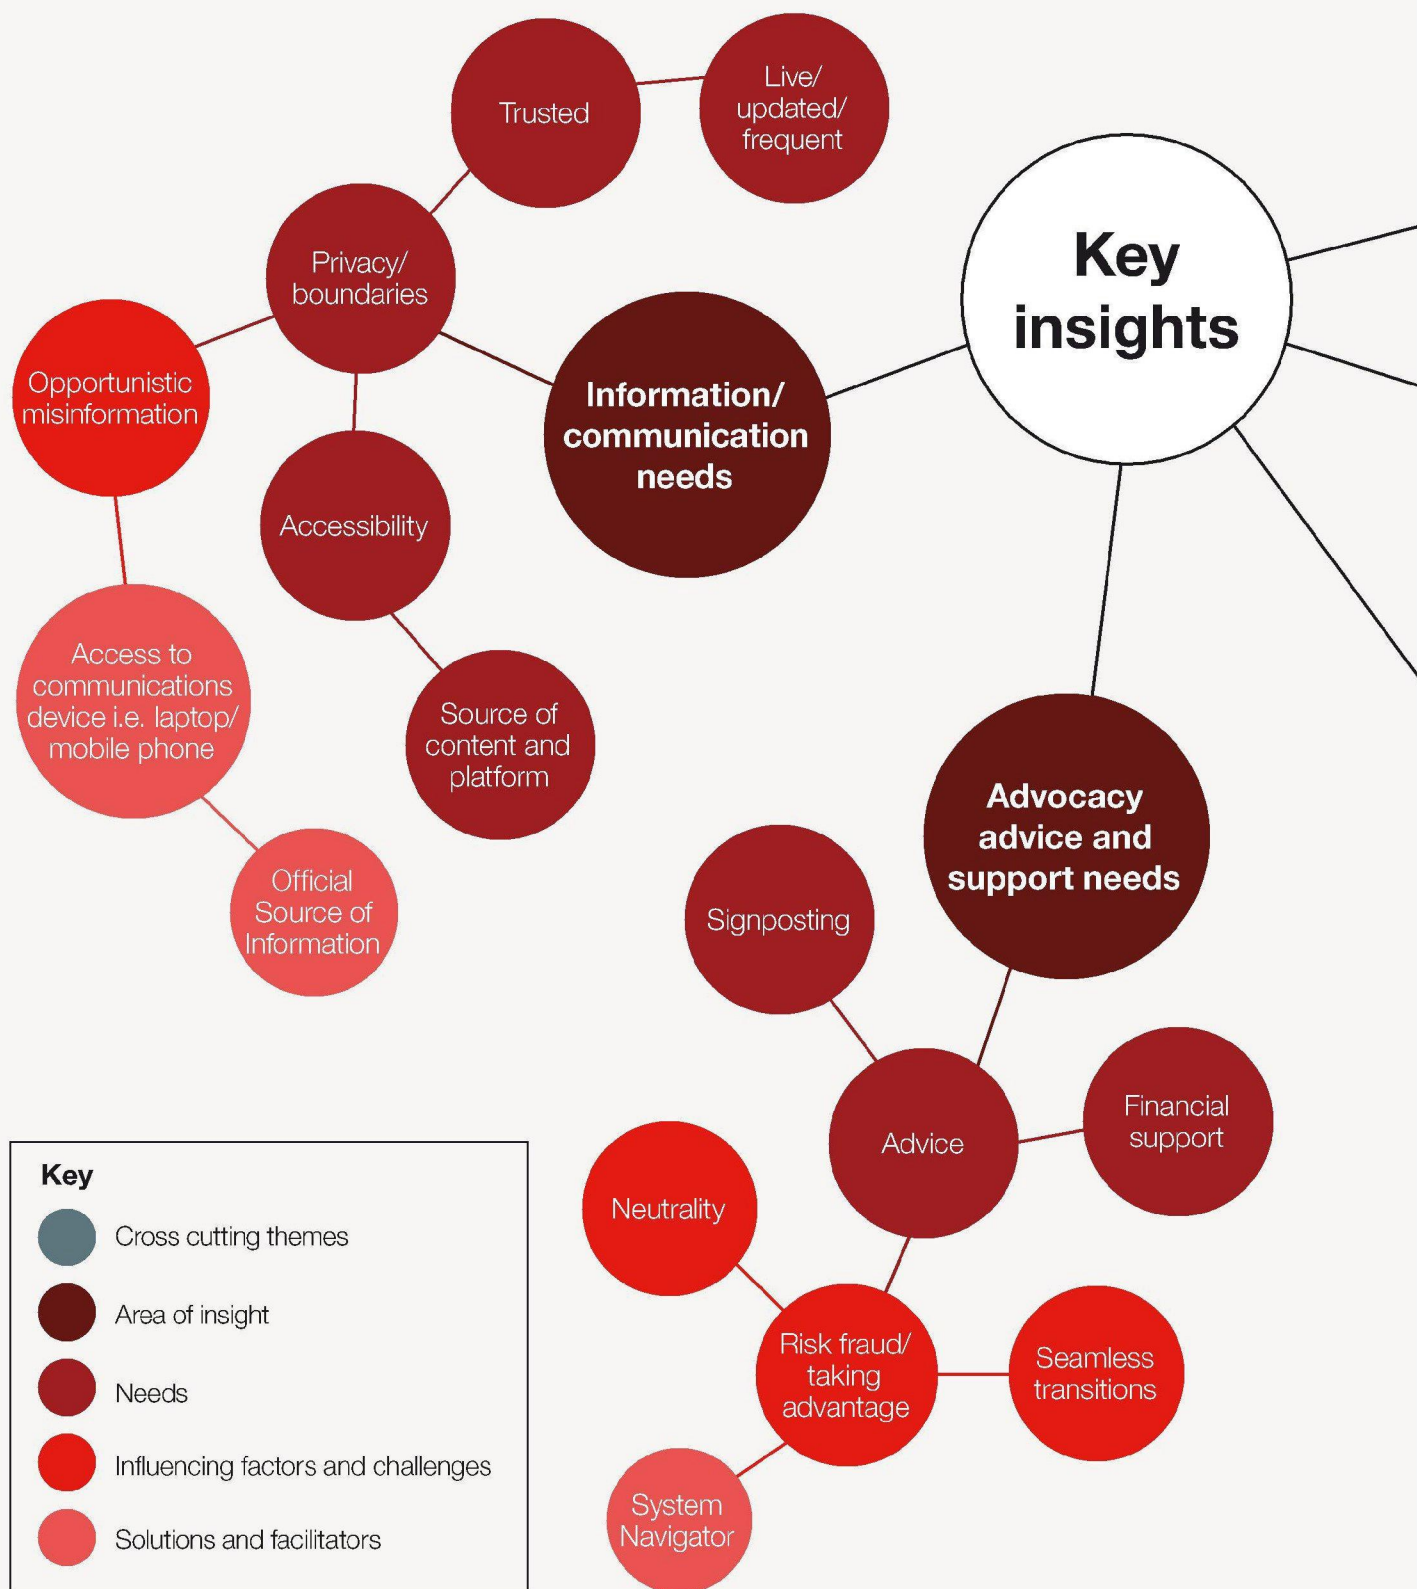 Trusted
Live/
updated/
frequent
Key
insights
Privacy/
boundaries
Opportunistic
misinformation
Information/
communication
needs
Accessibility
Access to
communications
device i.e. laptop/
mobile phone
Source of
content and
platform
Official
Source of
Information
Advocacy
advice and
support needs
Signposting
Advice
Financial
support
Neutrality
Risk fraud/
taking
advantage
Seamless
transitions
System
Navigator
Key
Cross cutting themes
Area of insight
Needs
Influencing factors and challenges
Solutions and facilitators